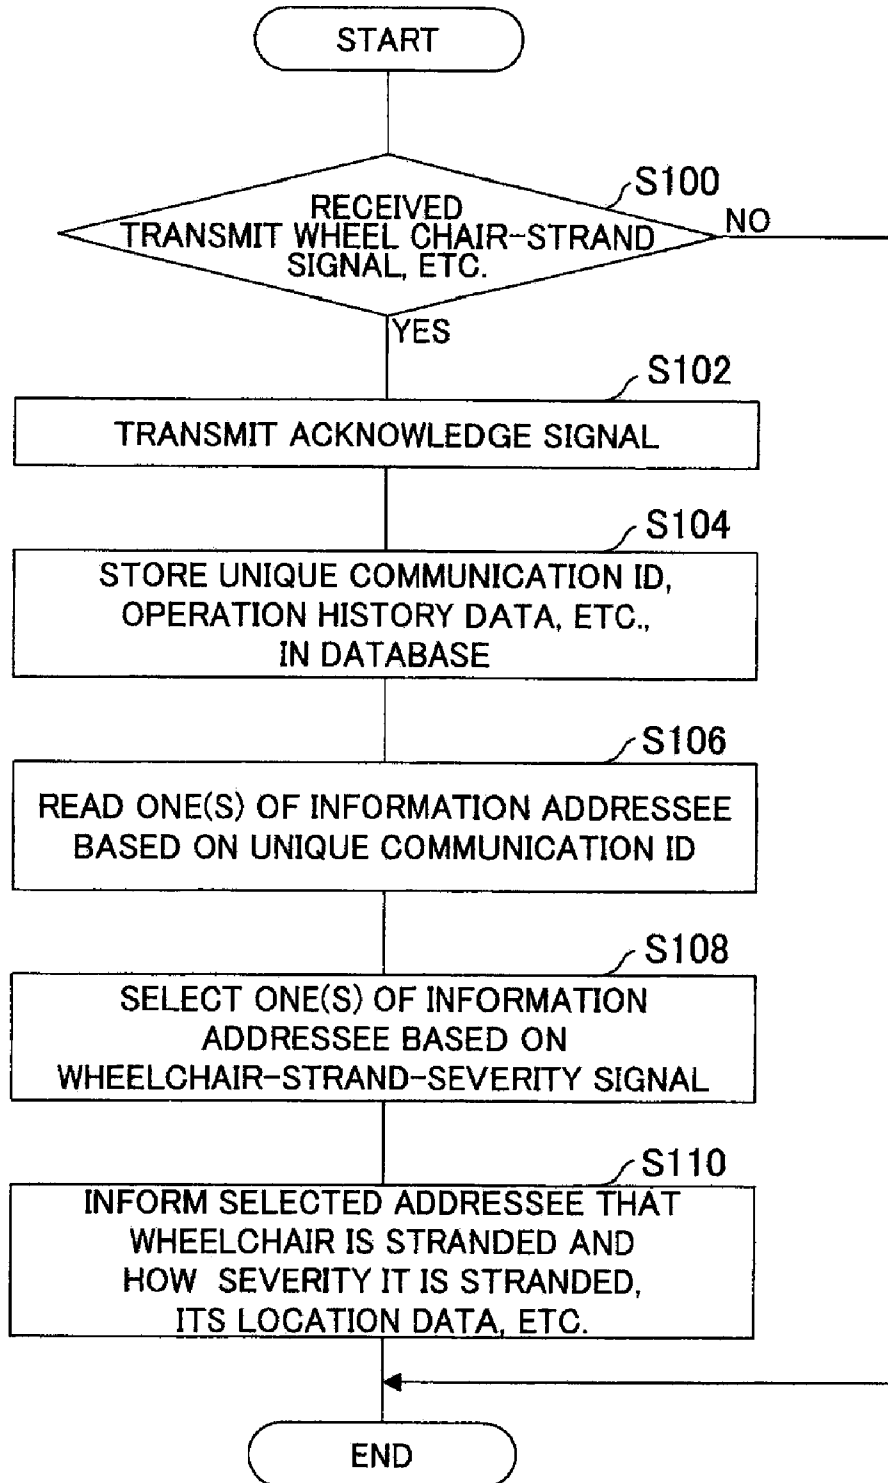 START
S100
RECEIVED
TRANSMIT WHEEL CHAIR-STRAND
SIGNAL, ETC.
NO
YES
S102
TRANSMIT ACKNOWLEDGE SIGNAL
S104
STORE UNIQUE COMMUNICATION ID,
OPERATION HISTORY DATA, ETC.,
IN DATABASE
S106
READ ONE(S) OF INFORMATION ADDRESSEE
BASED ON UNIQUE COMMUNICATION ID
S108
SELECT ONE(S) OF INFORMATION
ADDRESSEE BASED ON
WHEELCHAIR-STRAND-SEVERITY SIGNAL
S110
INFORM SELECTED ADDRESSEE THAT
WHEELCHAIR IS STRANDED AND
HOW SEVERITY IT IS STRANDED,
ITS LOCATION DATA, ETC.
END